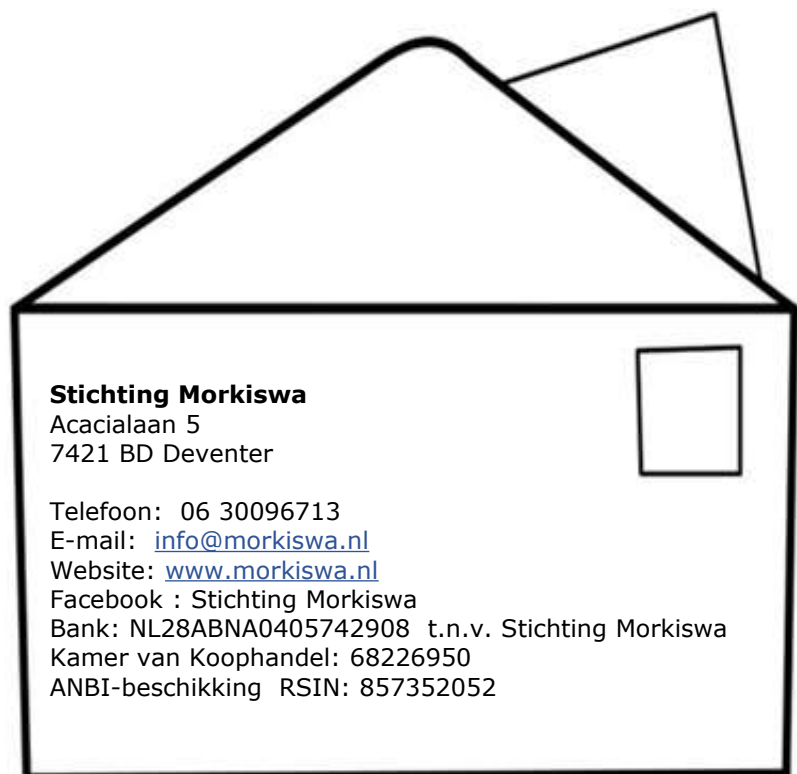 Stichting Morkiswa
Acacialaan 5
7421 BD Deventer
Telefoon: 06 30096713
E-mail: info@morkiswa.nl
Website: www.morkiswa.nl
Facebook : Stichting Morkiswa
Bank: NL28ABNA0405742908 t.n.v. Stichting Morkiswa
Kamer van Koophandel: 68226950
ANBI-beschikking RSIN: 857352052